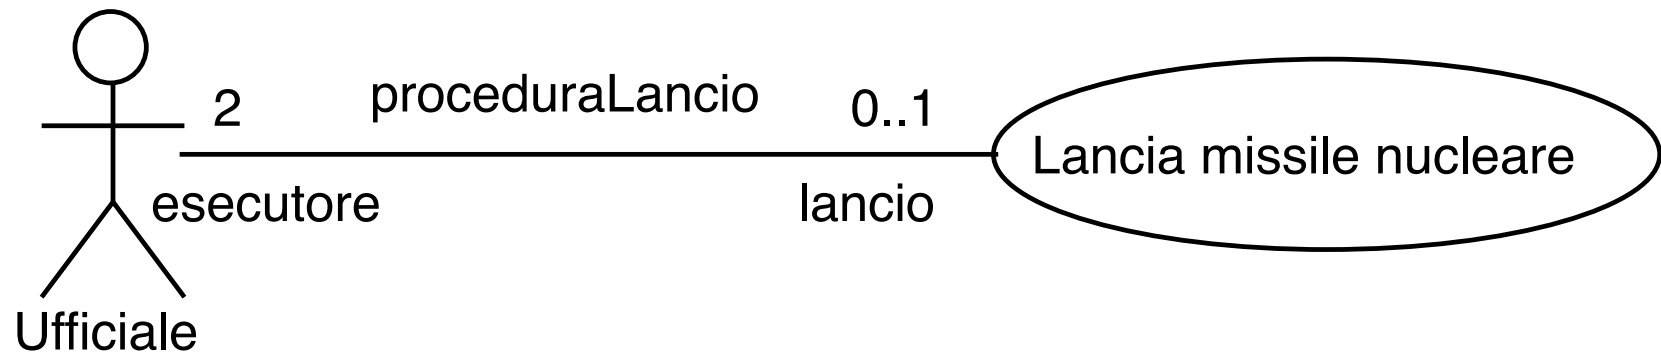 2
proceduraLancio
0..1
Lancia missile nucleare
esecutore
lancio
Ufficiale